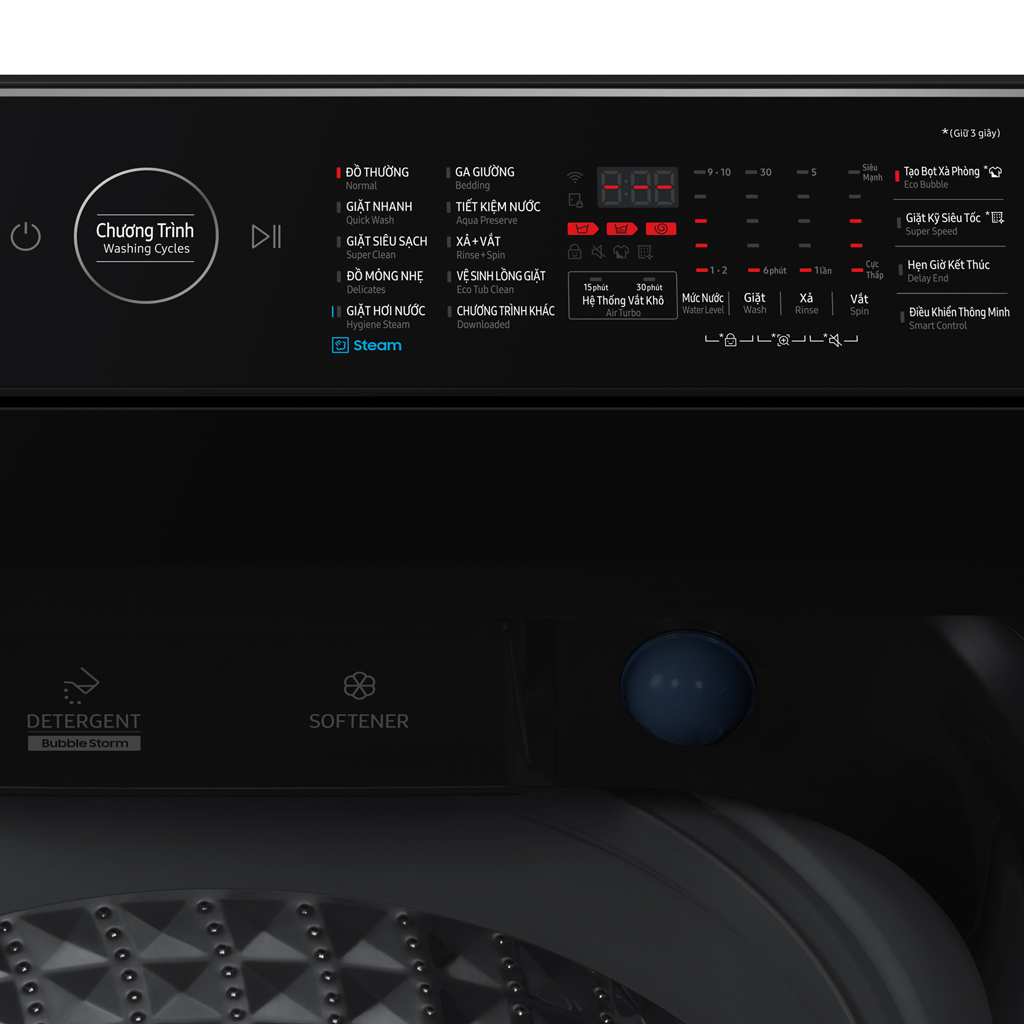 *(Giữ 3 giây)
Chương Trình
Washing Cycles
ĐỒ THƯỜNG
Normal
GIẶT NHANH
Quick Wash
GIẶT SIÊU SẠCH
Super Clean
ĐỒ MỎNG NHẸ
Delicates
GIẶT HƠI NƯỚC
Hygiene Steam
Steam
GA GIƯỜNG
Bedding
TIẾT KIỆM NƯỚC
Aqua Preserve
XẢ+VẮT
Rinse+Spin
VỆ SINH LỒNG GIẶT
Eco Tub Clean
CHƯƠNG TRÌNH KHÁC
Downloaded
15phút 30phút
Hệ Thống Vắt Khô
Air Turbo
9·10 30 5 Siêu Mạnh
1·2 6phút 1lần Cực Thấp
Mực Nước
Water Level
Giặt
Wash
Xả
Rinse
Vắt
Spin
Tạo Bọt Xà Phòng *
Eco Bubble
Giặt Kỹ Siêu Tốc *
Super Speed
Hẹn Giờ Kết Thúc
Delay End
Điều Khiển Thông Minh
Smart Control
DETERGENT
Bubble Storm
SOFTENER